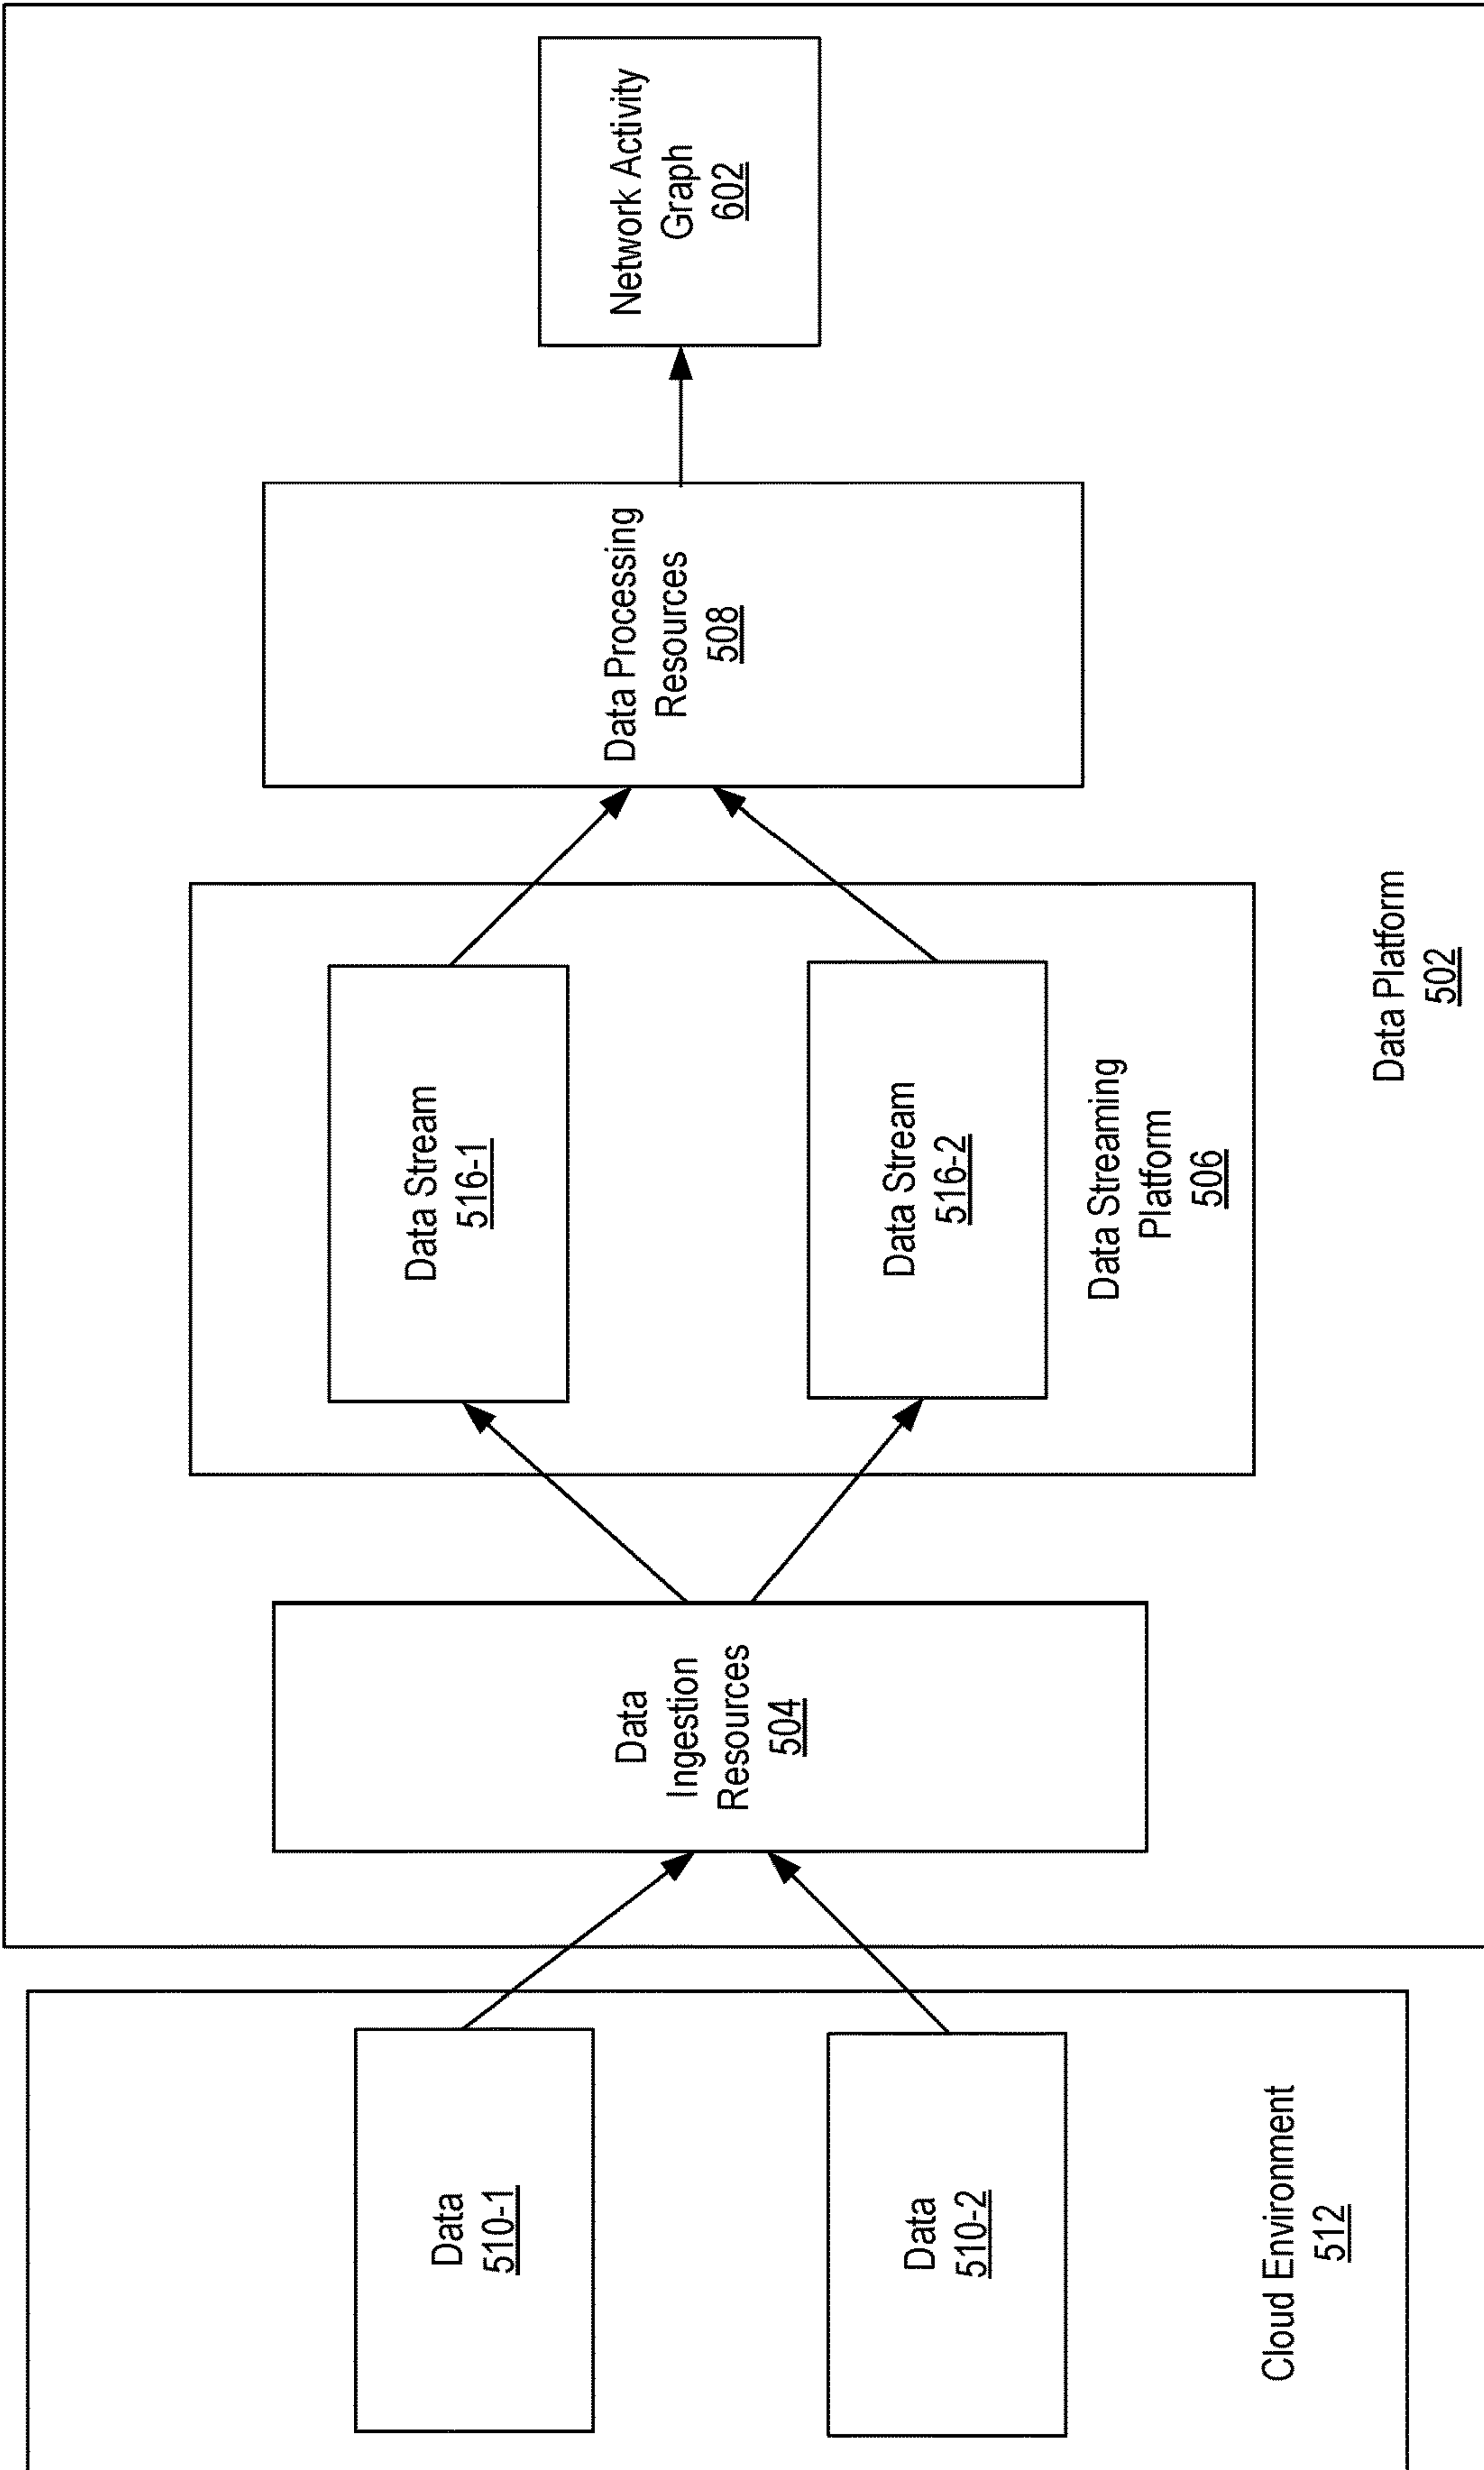 Data
510-1
Data
510-2
Cloud Environment
512
Data
Ingestion
Resources
504
Data Stream
516-1
Data Stream
516-2
Data Streaming
Platform
506
Data Processing
Resources
508
Network Activity
Graph
602
Data Platform
502